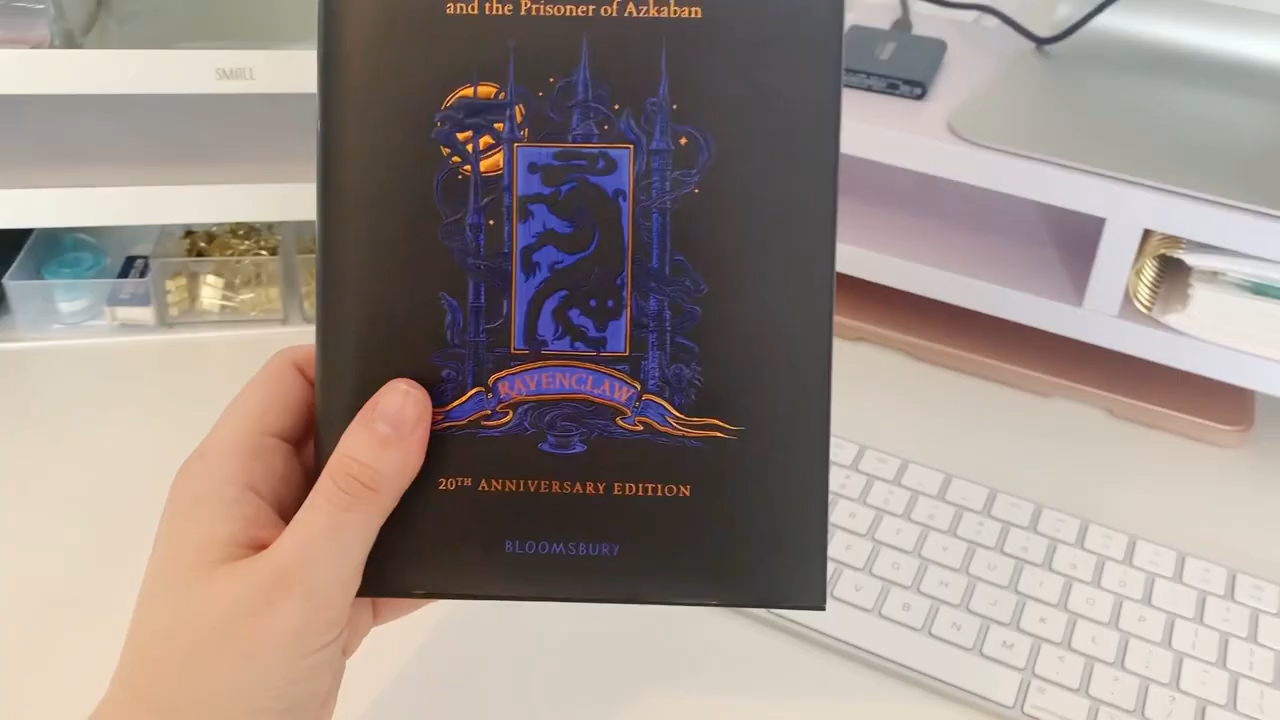 and the Prisoner of Azkaban
SMALL
RAVENCLAW
20TH ANNIVERSARY EDITION
BLOOMSBURY
R T Y U I O P
F G H J K L
V B N M